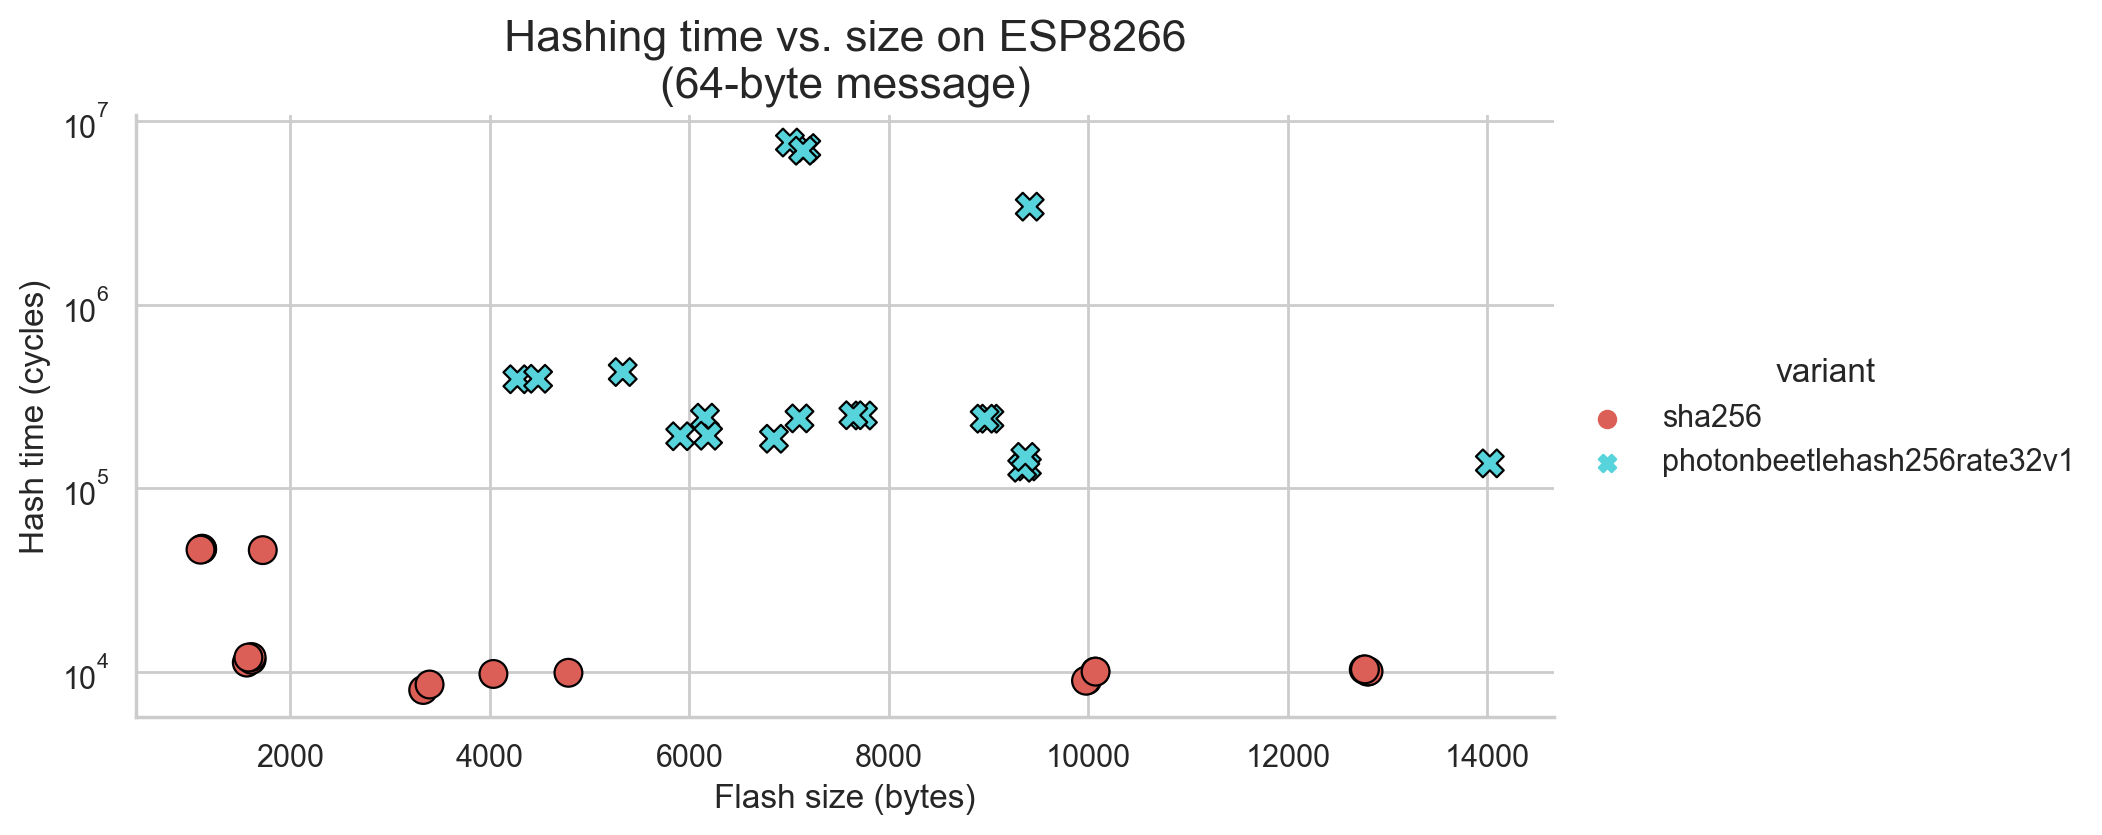 Hashing time vs. size on ESP8266
(64-byte message)
10^7
10^6
10^5
10^4
Hash time (cycles)
2000 4000 6000 8000 10000 12000 14000
Flash size (bytes)
variant
sha256
photonbeetlehash256rate32v1